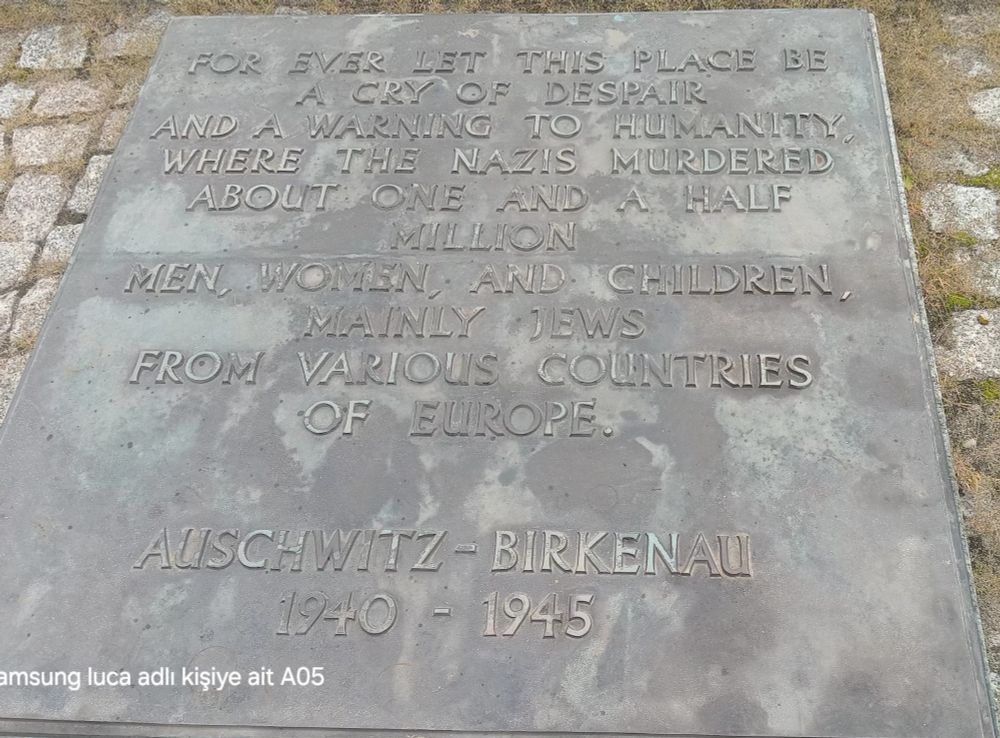 FOR EVER LET THIS PLACE BE
A CRY OF DESPAIR
AND A WARNING TO HUMANITY,
WHERE THE NAZIS MURDERED
ABOUT ONE AND A HALF
MILLION
MEN, WOMEN, AND CHILDREN,
MAINLY JEWS
FROM VARIOUS COUNTRIES
OF EUROPE.
AUSCHWITZ - BIRKENAU
1940 - 1945
amsung luca adlı kişiye ait A05